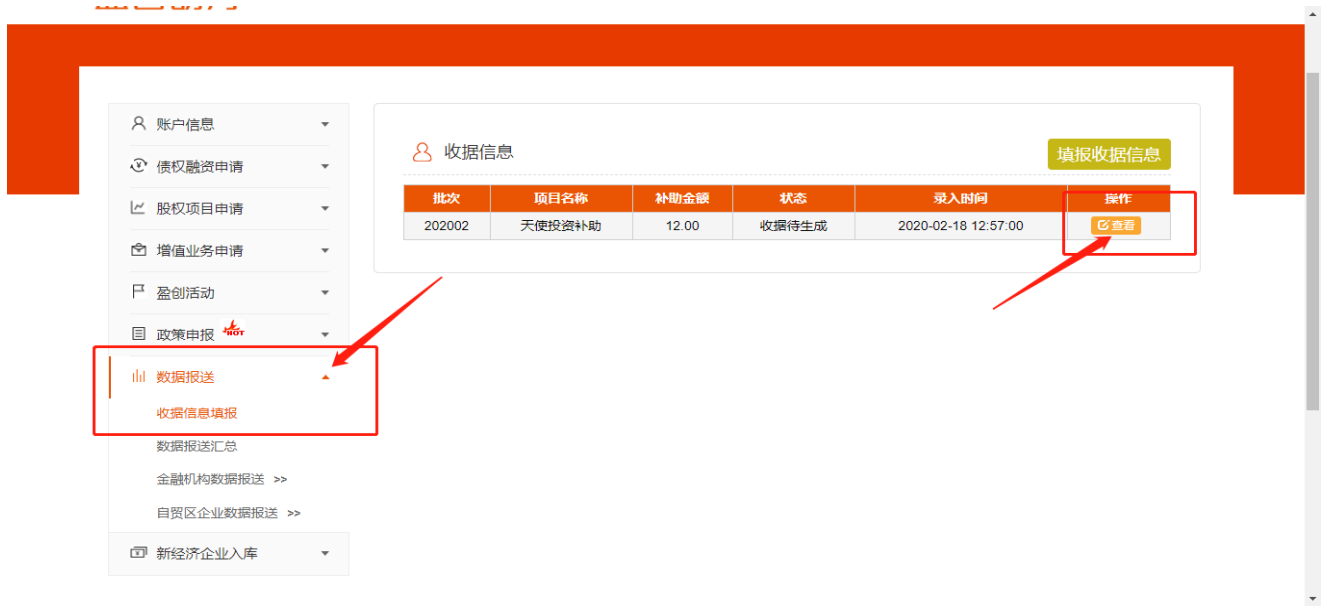 账户信息
债权融资申请
股权项目申请
增值业务申请
盈创活动
政策申报 HOT
数据报送
收据信息填报
数据报送汇总
金融机构数据报送 >>
自贸区企业数据报送 >>
新经济企业入库
收据信息
填报收据信息
批次 项目名称 补助金额 状态 录入时间 操作
202002 天使投资补助 12.00 收据待生成 2020-02-18 12:57:00 查看